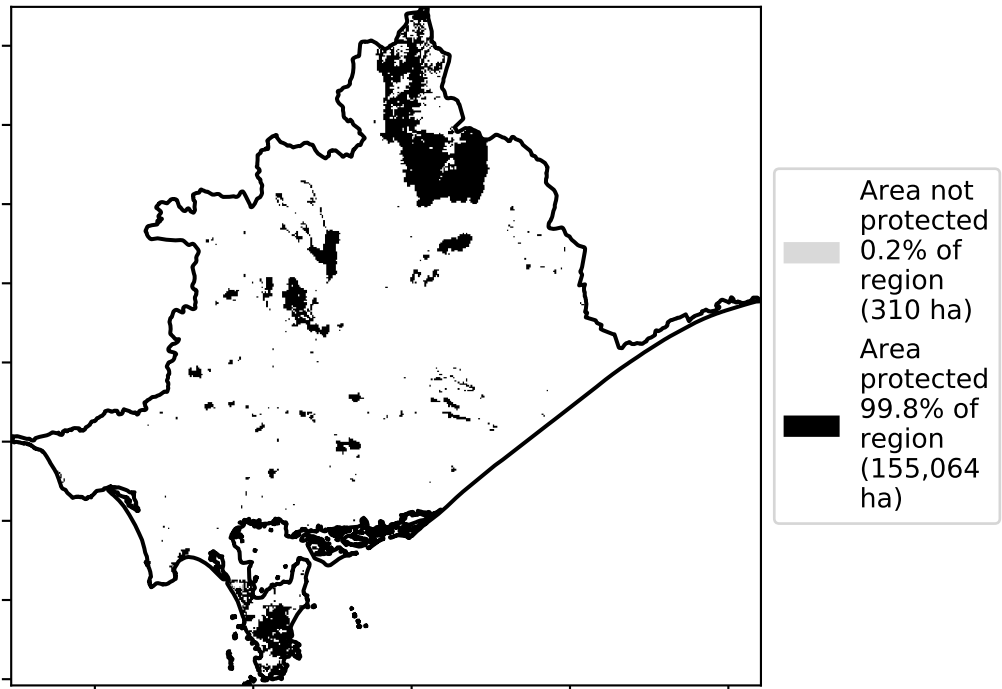 Area not
protected
0.2% of
region
(310 ha)
Area
protected
99.8% of
region
(155,064
ha)